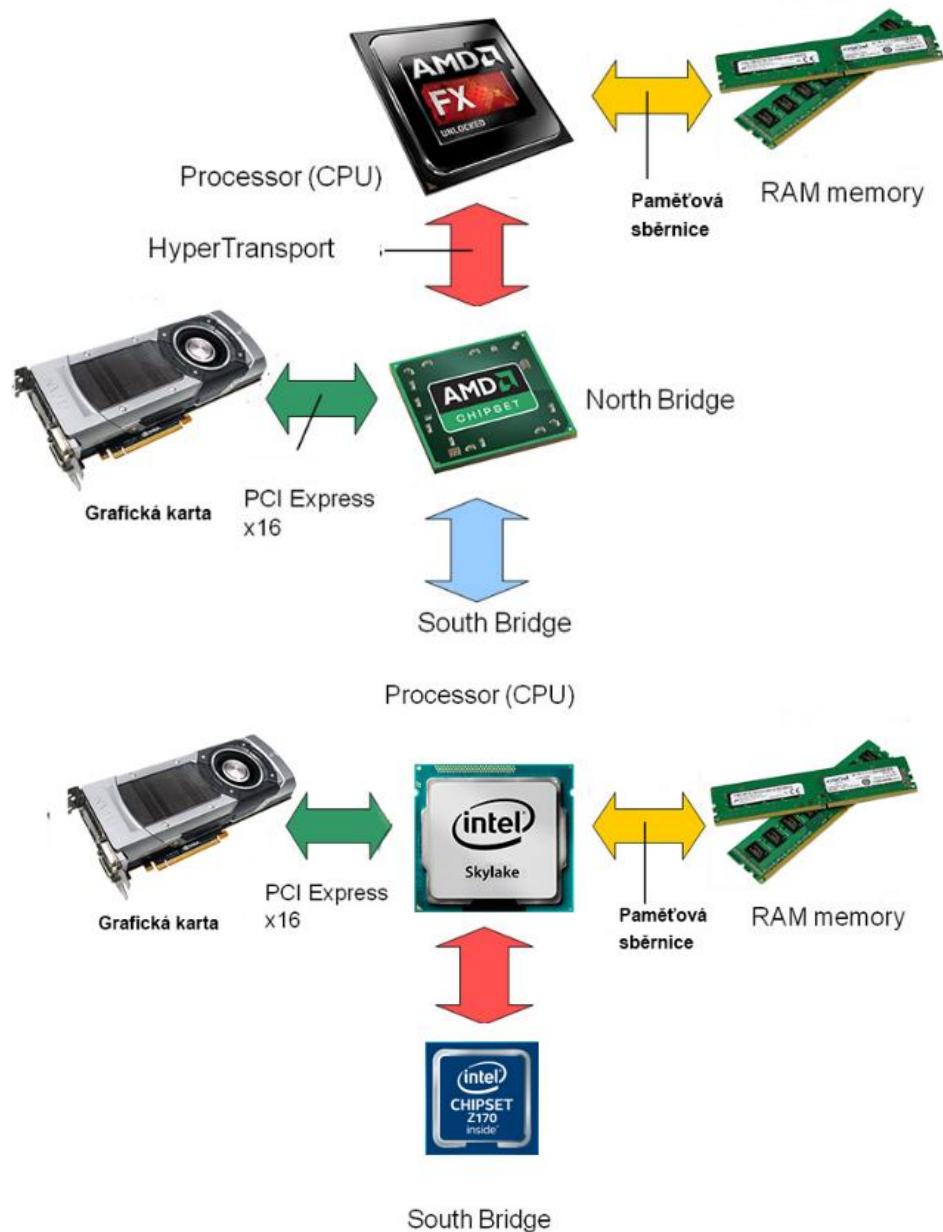 AMD
FX
UNLOCKED
Processor (CPU)
Paměťová
sběrnice
RAM memory
HyperTransport
AMD
CHIPSET
North Bridge
Grafická karta
PCI Express
x16
South Bridge
Processor (CPU)
intel
Skylake
Grafická karta
PCI Express
x16
Paměťová
sběrnice
RAM memory
intel
CHIPSET
Z170
inside
South Bridge